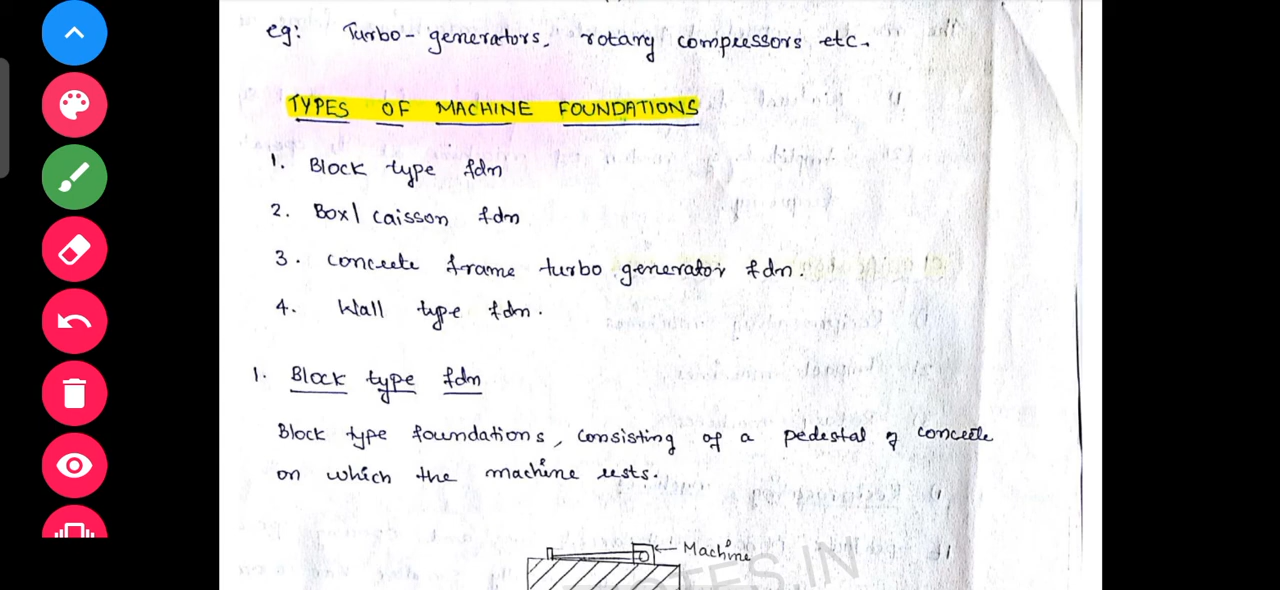 eg: Turbo-generators, rotary compressors etc.
TYPES OF MACHINE FOUNDATIONS
1. Block type fdn
2. Box/ caisson fdn
3. concrete frame turbo generator fdn.
4. Wall type fdn.
1. Block type fdn
Block type foundations, consisting of a pedestal of concrete
on which the machine rests.
Machine
TES.IN